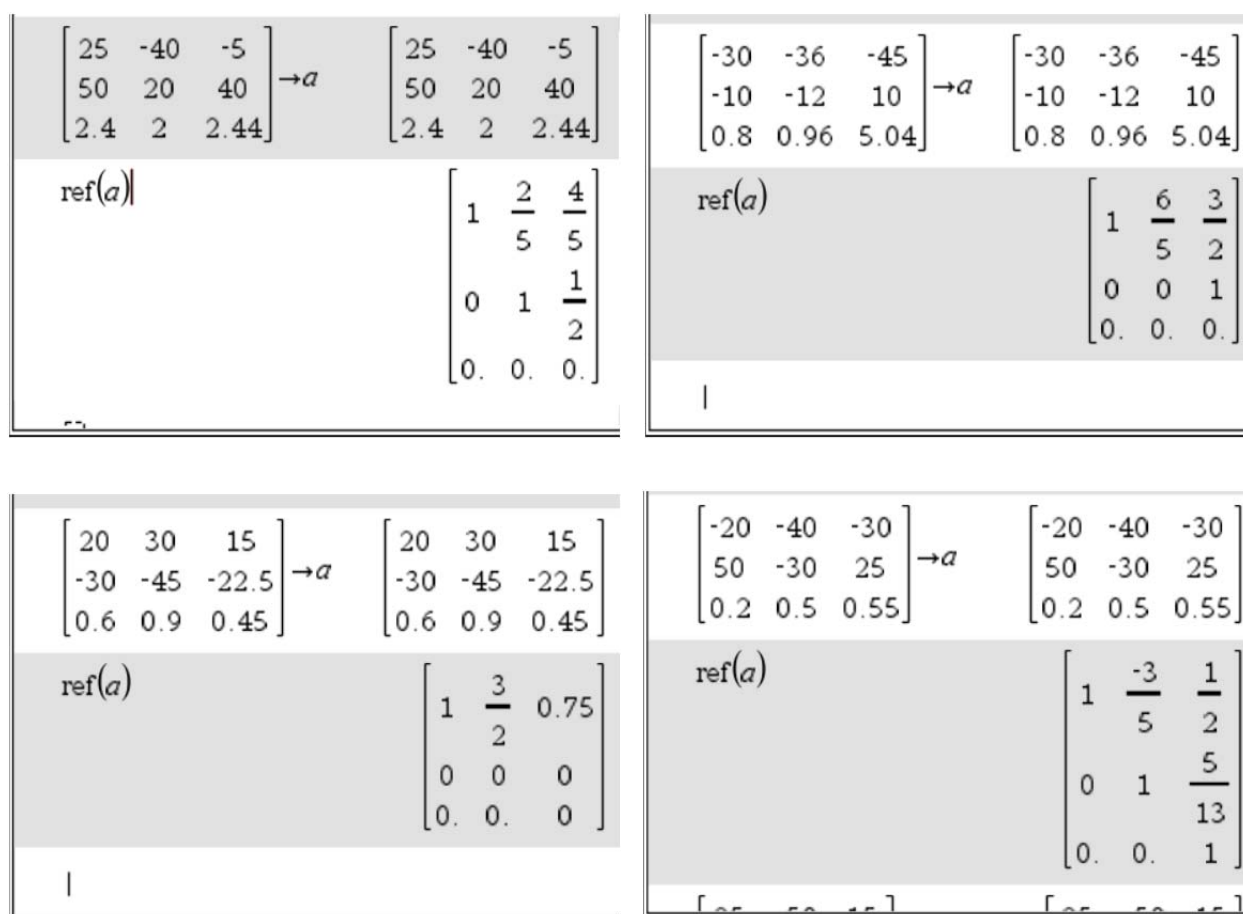 25 -40 -5 25 -40 -5
50 20 40 →a 50 20 40
2.4 2 2.44 2.4 2 2.44
ref(a) 1 2/5 4/5
0 1 1/2
0. 0. 0.
-30 -36 -45 -30 -36 -45
-10 -12 10 →a -10 -12 10
0.8 0.96 5.04 0.8 0.96 5.04
ref(a) 1 6/5 3/2
0 0 1
0. 0. 0.
20 30 15 20 30 15
-30 -45 -22.5 →a -30 -45 -22.5
0.6 0.9 0.45 0.6 0.9 0.45
ref(a) 1 3/2 0.75
0 0 0
0. 0. 0
-20 -40 -30 -20 -40 -30
50 -30 25 →a 50 -30 25
0.2 0.5 0.55 0.2 0.5 0.55
ref(a) 1 -3/5 1/2
0 1 5/13
0. 0. 1